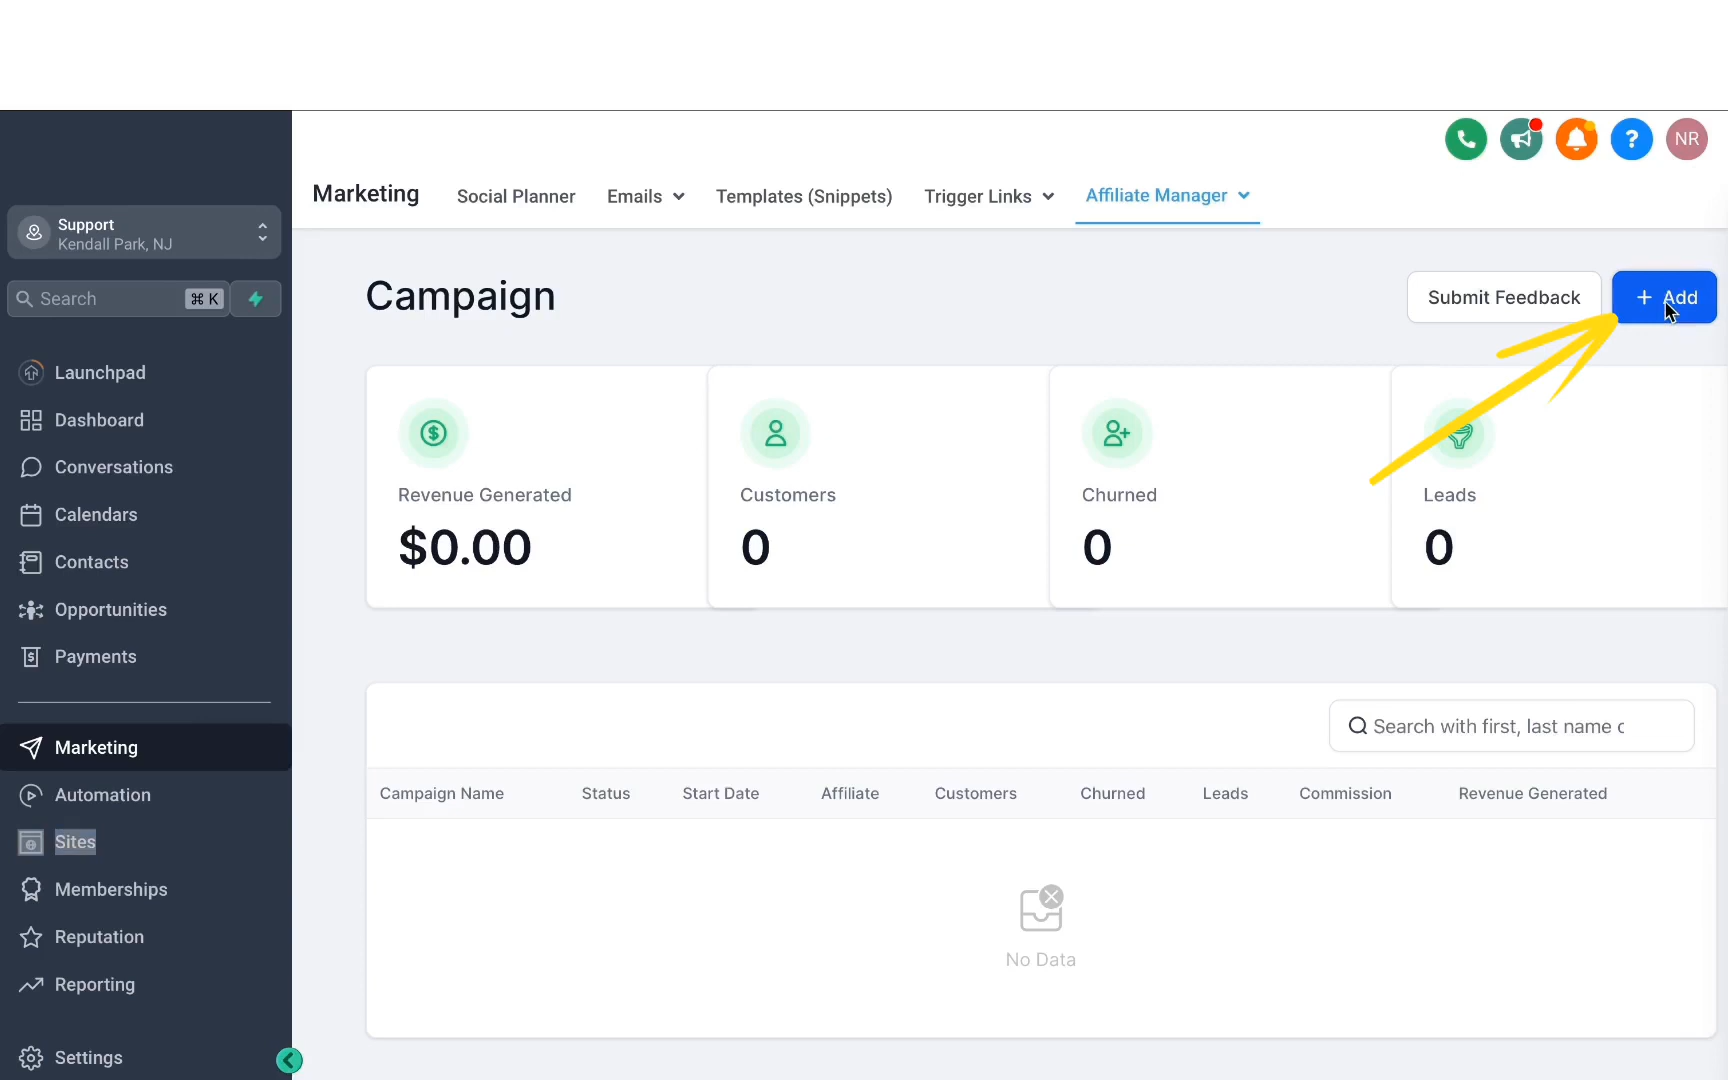 NR
Marketing Social Planner Emails Templates (Snippets) Trigger Links Affiliate Manager
Support
Kendall Park, NJ
Search ⌘ K
Launchpad
Dashboard
Conversations
Calendars
Contacts
Opportunities
Payments
Marketing
Automation
Sites
Memberships
Reputation
Reporting
Settings
Campaign
Submit Feedback
+ Add
Revenue Generated
$0.00
Customers
0
Churned
0
Leads
0
Search with first, last name o
Campaign Name Status Start Date Affiliate Customers Churned Leads Commission Revenue Generated
No Data